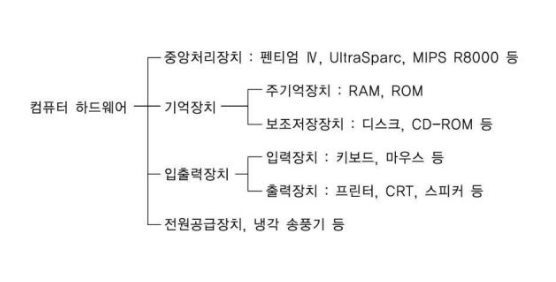 중앙처리장치 : 펜티엄 Ⅳ, UltraSparc, MIPS R8000 등
주기억장치 : RAM, ROM
컴퓨터 하드웨어
기억장치
보조저장장치 : 디스크, CD-ROM 등
입력장치 : 키보드, 마우스 등
입출력장치
출력장치 : 프린터, CRT, 스피커 등
전원공급장치, 냉각 송풍기 등